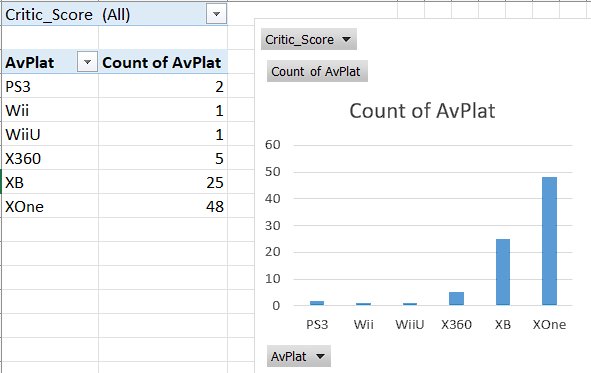 Critic_Score (All)
AvPlat Count of AvPlat
PS3 2
Wii 1
WiiU 1
X360 5
XB 25
XOne 48
Critic_Score
Count of AvPlat
Count of AvPlat
60
50
40
30
20
10
0
PS3 Wii WiiU X360 XB XOne
AvPlat